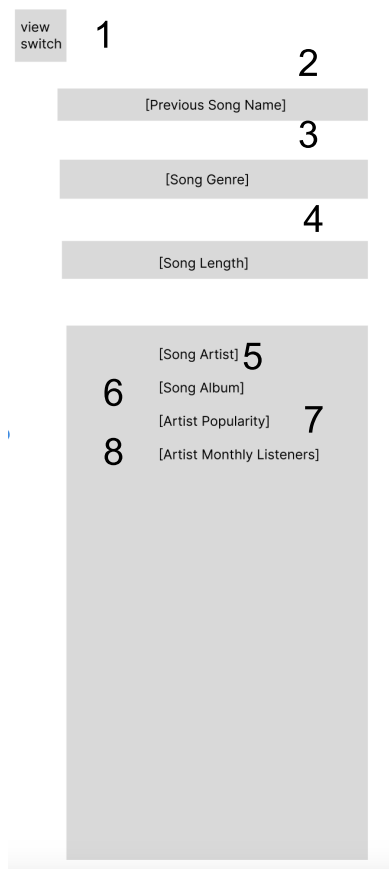 view
switch
1
2
[Previous Song Name]
3
[Song Genre]
4
[Song Length]
[Song Artist] 5
6 [Song Album]
[Artist Popularity] 7
8 [Artist Monthly Listeners]